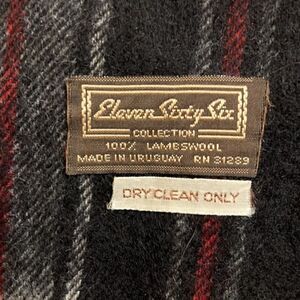 Eleven Sixty Six
COLLECTION
100% LAMBSWOOL
MADE IN URUGUAY RN 31289
DRY CLEAN ONLY